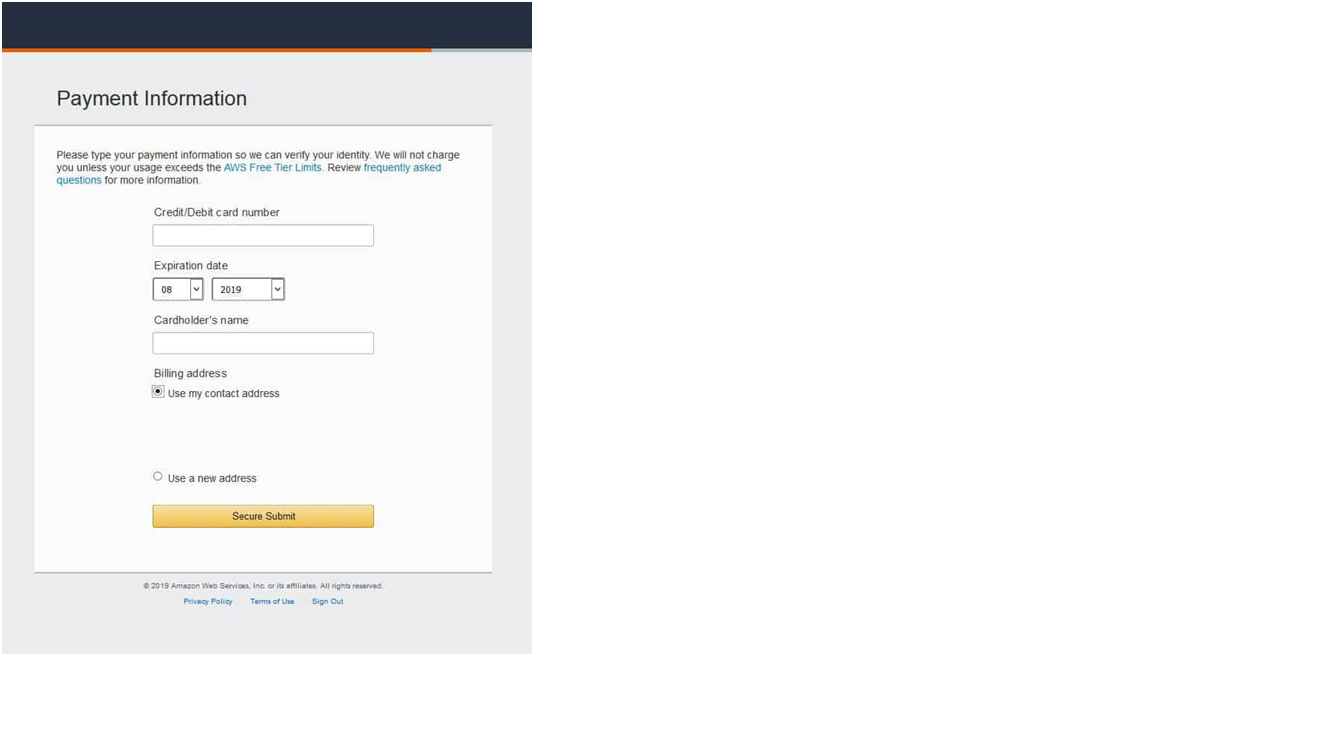 Payment Information
Please type your payment information so we can verify your identity. We will not charge
you unless your usage exceeds the AWS Free Tier Limits. Review frequently asked
questions for more information.
Credit/Debit card number
Expiration date
08 2019
Cardholder's name
Billing address
Use my contact address
Use a new address
Secure Submit
© 2019 Amazon Web Services, Inc. or its affiliates. All rights reserved.
Privacy Policy Terms of Use Sign Out